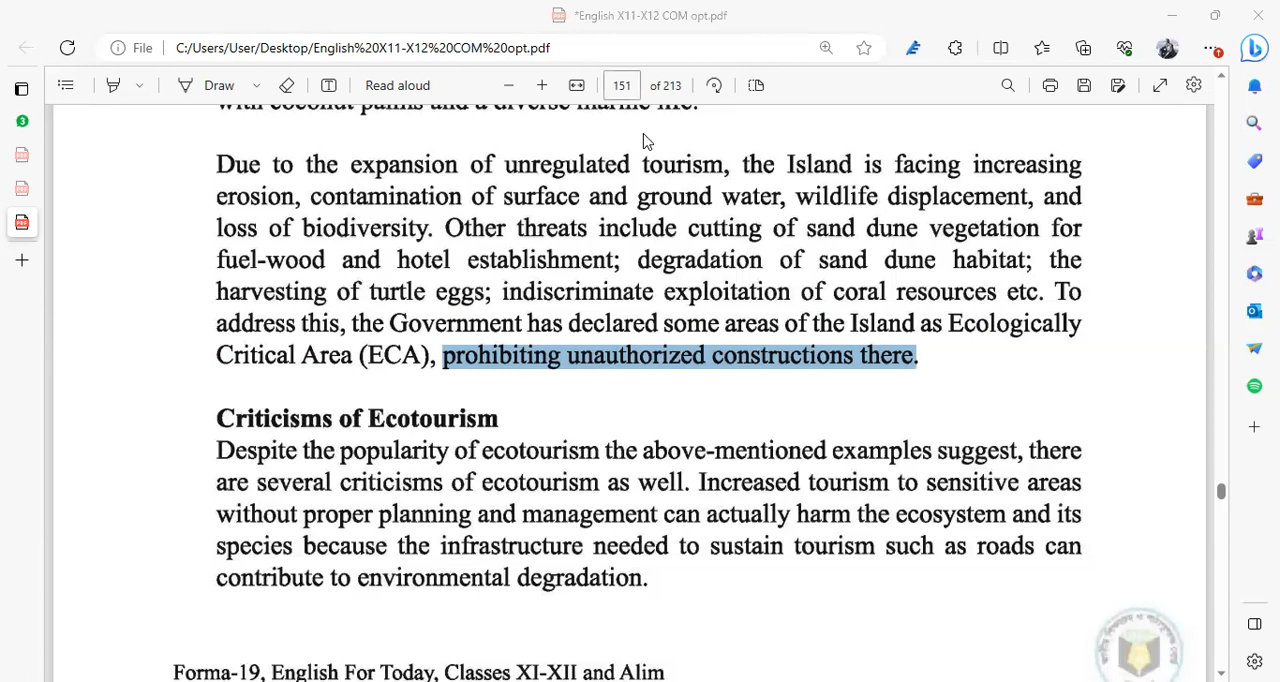 *English X11-X12 COM opt.pdf
File C:/Users/User/Desktop/English%20X11-X12%20COM%20opt.pdf
Draw Read aloud 151 of 213
with coconut palms and a diverse marine life.
Due to the expansion of unregulated tourism, the Island is facing increasing
erosion, contamination of surface and ground water, wildlife displacement, and
loss of biodiversity. Other threats include cutting of sand dune vegetation for
fuel-wood and hotel establishment; degradation of sand dune habitat; the
harvesting of turtle eggs; indiscriminate exploitation of coral resources etc. To
address this, the Government has declared some areas of the Island as Ecologically
Critical Area (ECA), prohibiting unauthorized constructions there.
Criticisms of Ecotourism
Despite the popularity of ecotourism the above-mentioned examples suggest, there
are several criticisms of ecotourism as well. Increased tourism to sensitive areas
without proper planning and management can actually harm the ecosystem and its
species because the infrastructure needed to sustain tourism such as roads can
contribute to environmental degradation.
Forma-19, English For Today, Classes XI-XII and Alim
3